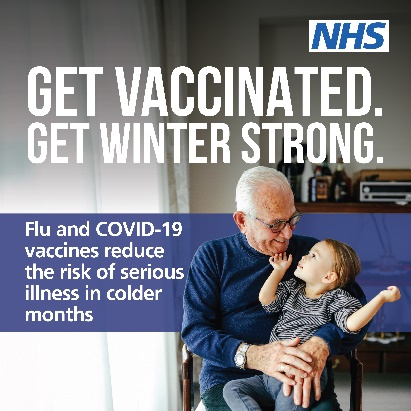 NHS
GET VACCINATED.
GET WINTER STRONG.
Flu and COVID-19
vaccines reduce
the risk of serious
illness in colder
months